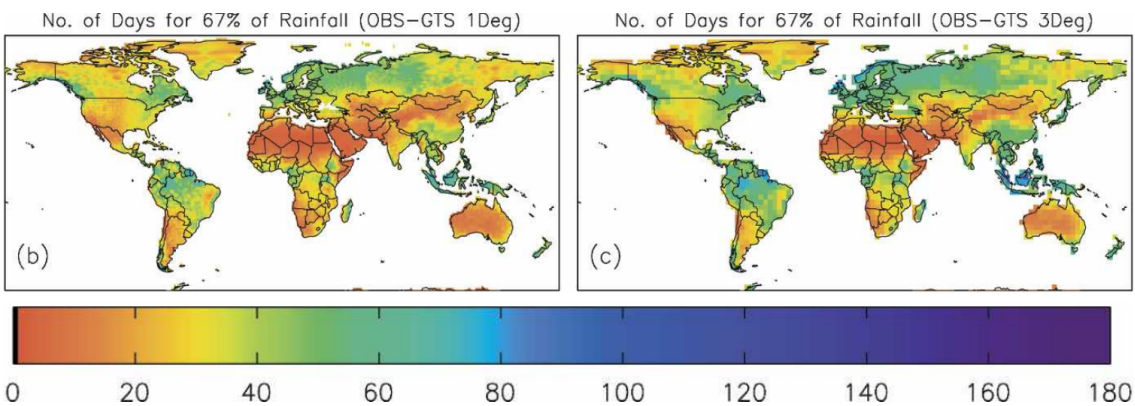 No. of Days for 67% of Rainfall (OBS-GTS 1Deg)
No. of Days for 67% of Rainfall (OBS-GTS 3Deg)
(b)
(c)
0 20 40 60 80 100 120 140 160 180